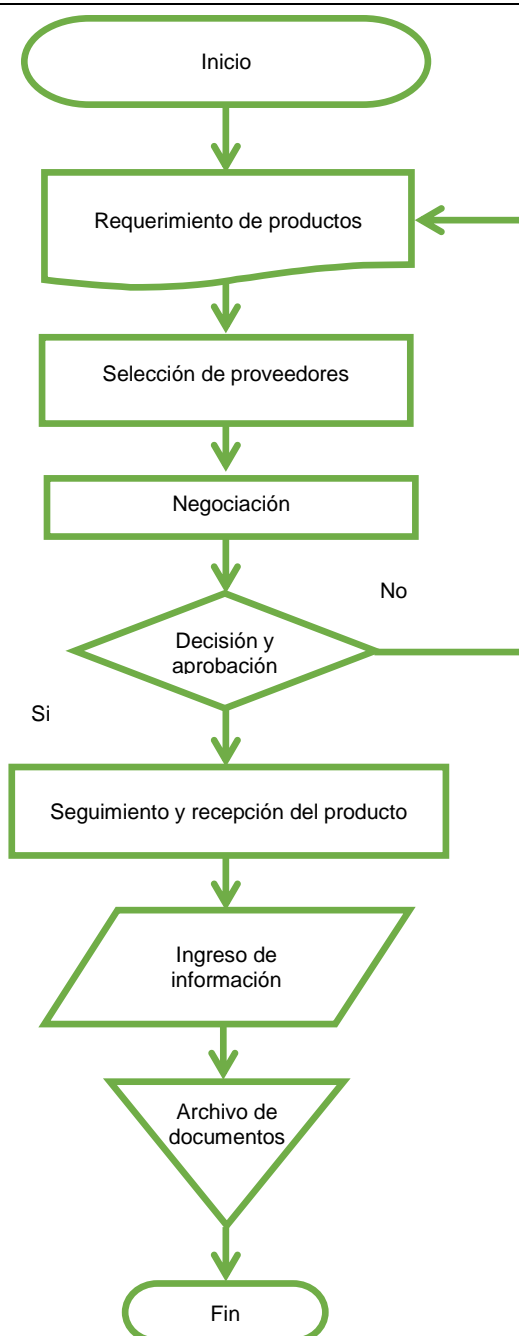 Inicio
Requerimiento de productos
Selección de proveedores
Negociación
No
Decisión y
aprobación
Si
Seguimiento y recepción del producto
Ingreso de
información
Archivo de
documentos
Fin